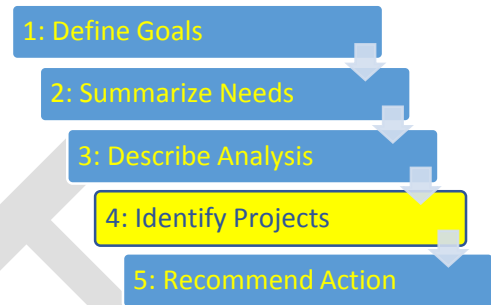 1: Define Goals
2: Summarize Needs
3: Describe Analysis
4: Identify Projects
5: Recommend Action